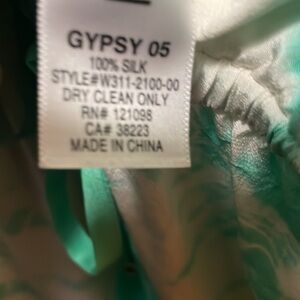 GYPSY 05
100% SILK
STYLE#W311-2100-00
DRY CLEAN ONLY
RN# 121098
CA# 38223
MADE IN CHINA